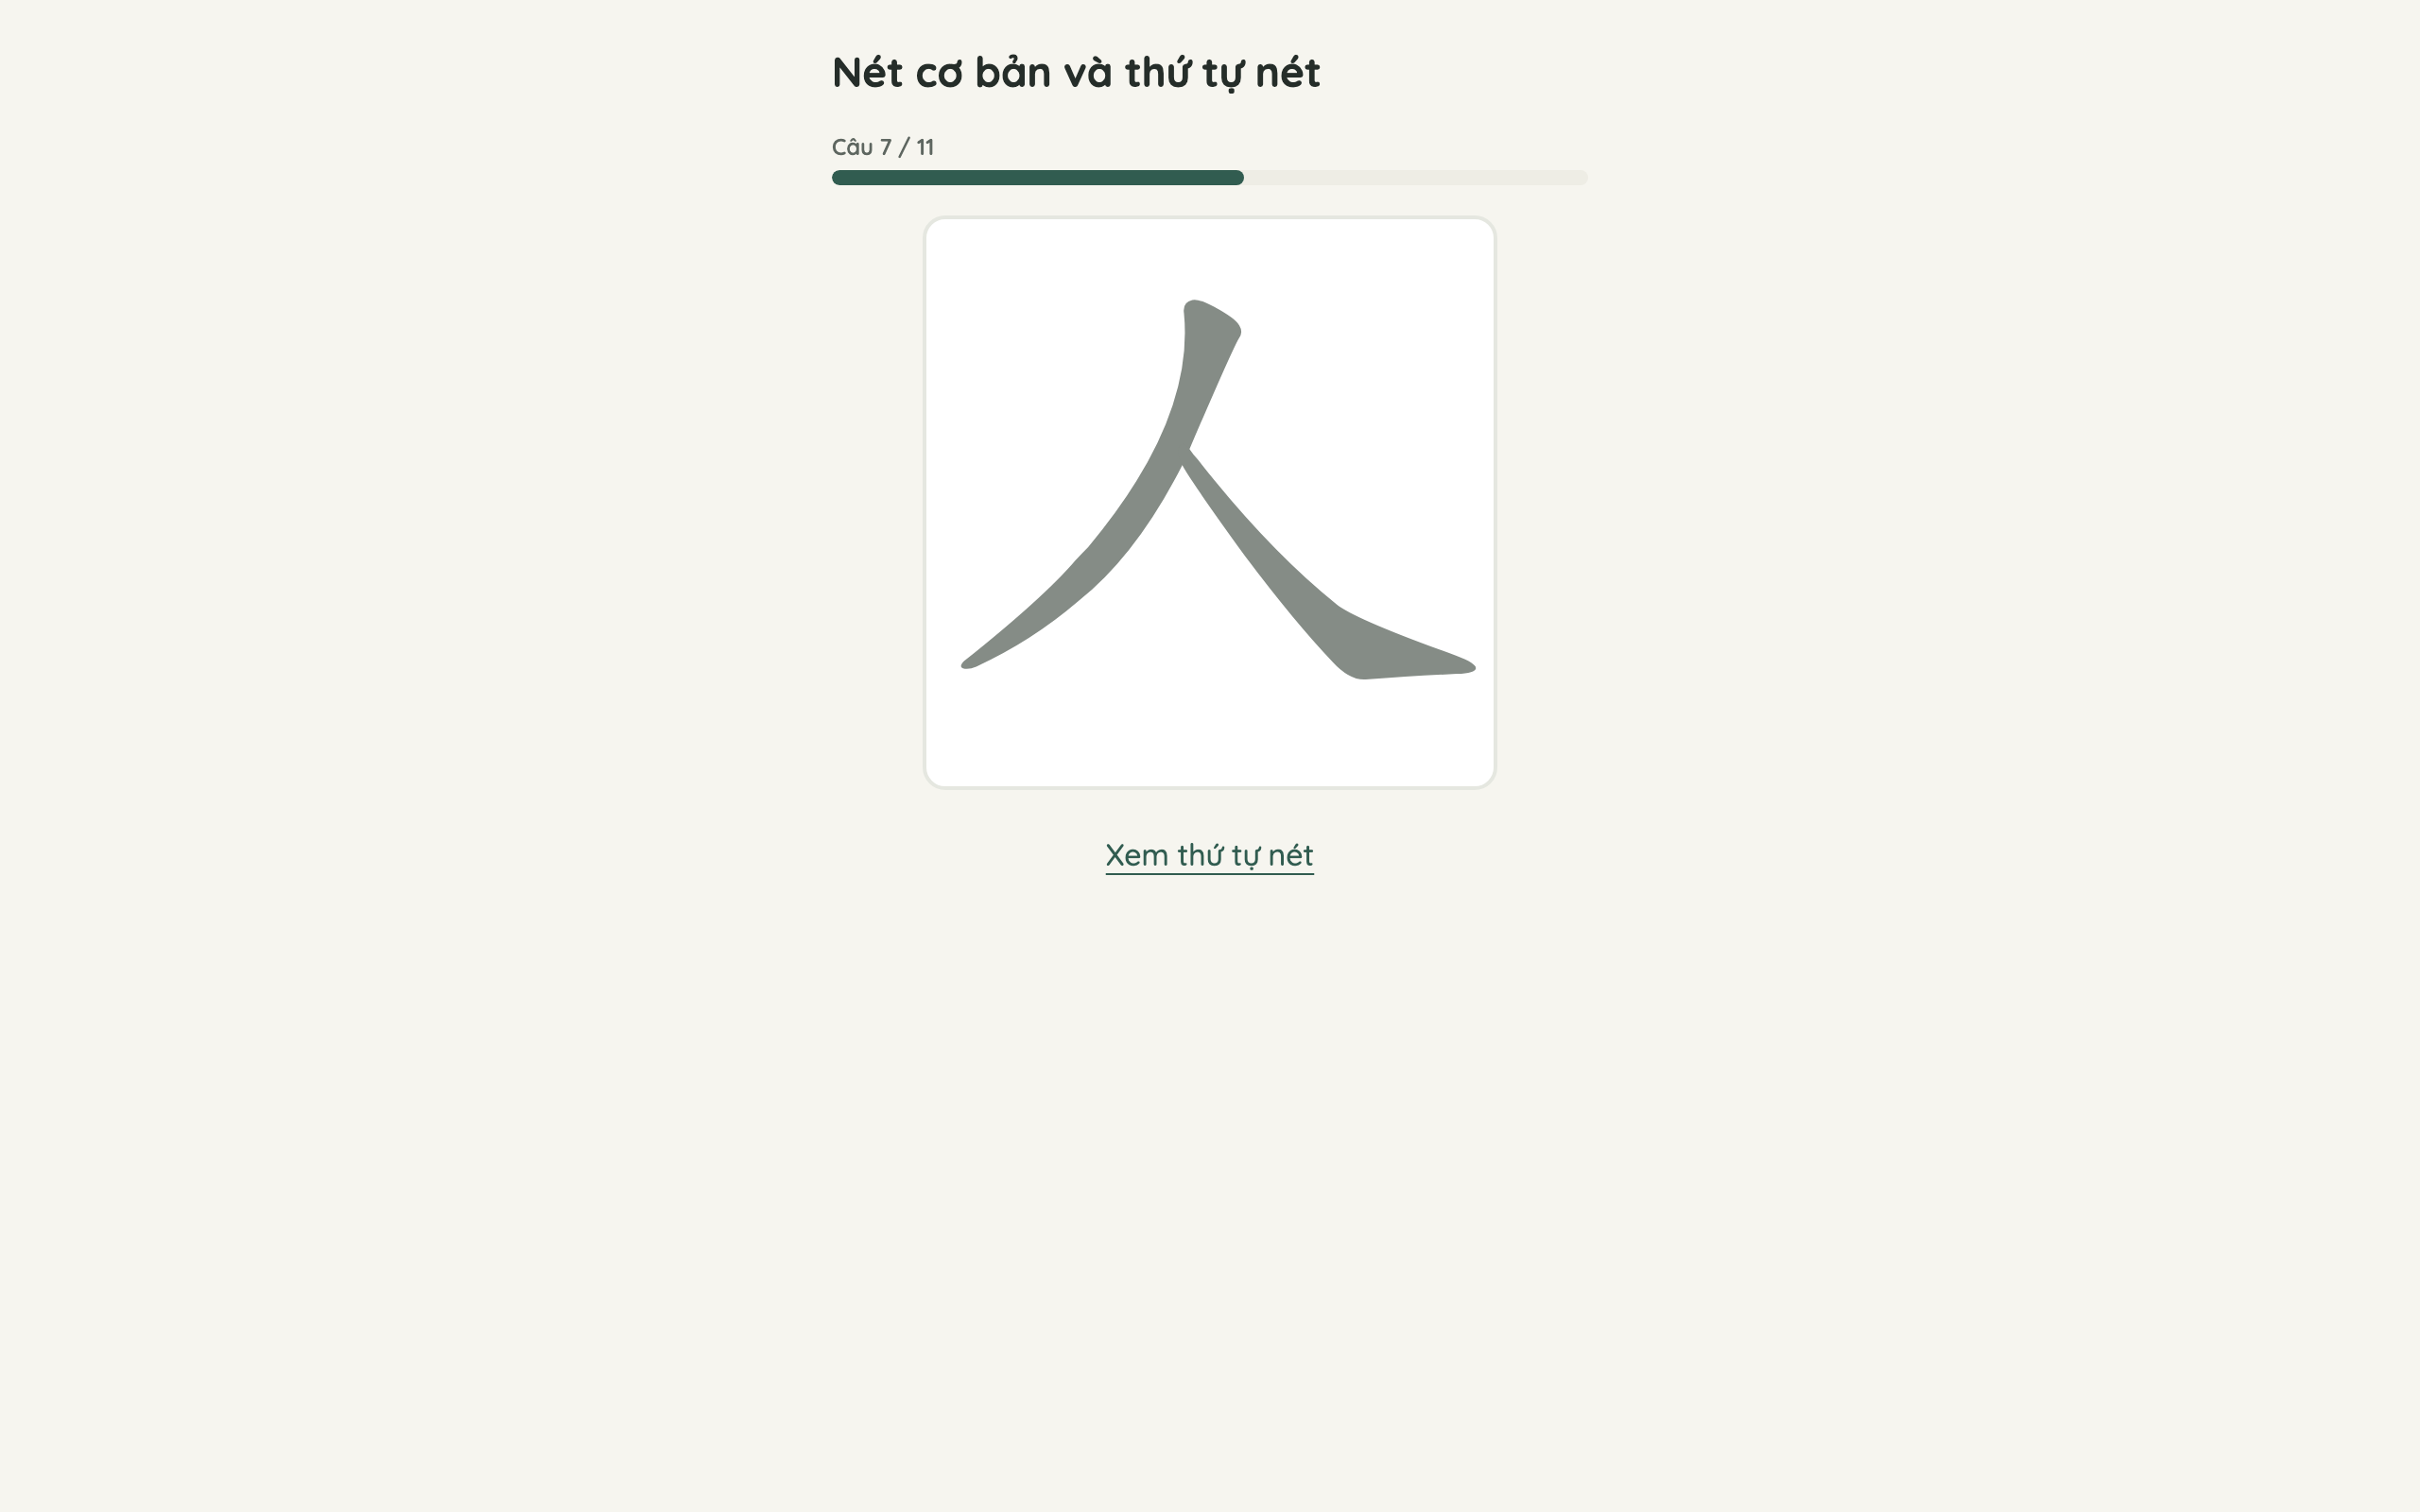 Nét cơ bản và thứ tự nét
Câu 7 / 11
人
Xem thứ tự nét